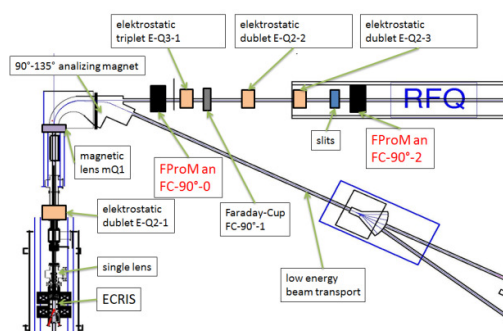 elektrostatic
triplet E-Q3-1
elektrostatic
dublet E-Q2-2
elektrostatic
dublet E-Q2-3
90°-135° analizing magnet
RFQ
magnetic
lens mQ1
FProM an
FC-90°-0
slits
FProM an
FC-90°-2
Faraday-Cup
FC-90°-1
elektrostatic
dublet E-Q2-1
single lens
low energy
beam transport
ECRIS